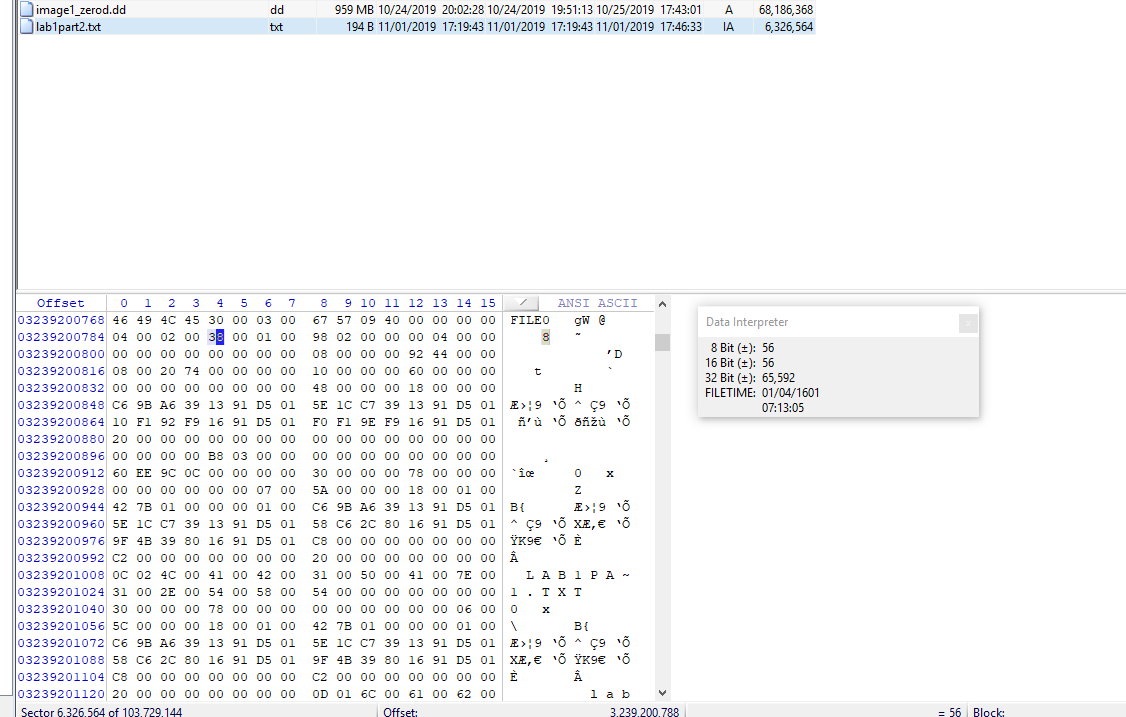 image1_zerod.dd dd 959 MB 10/24/2019 20:02:28 10/24/2019 19:51:13 10/25/2019 17:43:01 A 68,186,368
lab1part2.txt txt 194 B 11/01/2019 17:19:43 11/01/2019 17:19:43 11/01/2019 17:46:33 IA 6,326,564
Offset 0 1 2 3 4 5 6 7 8 9 10 11 12 13 14 15 ANSI ASCII
03239200768 46 49 4C 45 30 00 03 00 67 57 09 40 00 00 00 00 FILE0 gW @
03239200784 04 00 02 00 38 00 01 00 98 02 00 00 00 04 00 00 8 ˜
03239200800 00 00 00 00 00 00 00 00 08 00 00 00 92 44 00 00 ’D
03239200816 08 00 20 74 00 00 00 00 10 00 00 00 60 00 00 00 t `
03239200832 00 00 00 00 00 00 00 00 48 00 00 00 18 00 00 00 H
03239200848 C6 9B A6 39 13 91 D5 01 5E 1C C7 39 13 91 D5 01 Æ›¦9 ‘Õ ^ Ç9 ‘Õ
03239200864 10 F1 92 F9 16 91 D5 01 F0 F1 9E F9 16 91 D5 01 ñ’ù ‘Õ ðñžù ‘Õ
03239200880 20 00 00 00 00 00 00 00 00 00 00 00 00 00 00 00
03239200896 00 00 00 00 B8 03 00 00 00 00 00 00 00 00 00 00 ¸
03239200912 60 EE 9C 0C 00 00 00 00 30 00 00 00 78 00 00 00 `îœ 0 x
03239200928 00 00 00 00 00 00 07 00 5A 00 00 00 18 00 01 00 Z
03239200944 42 7B 01 00 00 00 01 00 C6 9B A6 39 13 91 D5 01 B{ Æ›¦9 ‘Õ
03239200960 5E 1C C7 39 13 91 D5 01 58 C6 2C 80 16 91 D5 01 ^ Ç9 ‘Õ XÆ,€ ‘Õ
03239200976 9F 4B 39 80 16 91 D5 01 C8 00 00 00 00 00 00 00 ŸK9€ ‘Õ È
03239200992 C2 00 00 00 00 00 00 00 20 00 00 00 00 00 00 00 Â
03239201008 0C 02 4C 00 41 00 42 00 31 00 50 00 41 00 7E 00 L A B 1 P A ~
03239201024 31 00 2E 00 54 00 58 00 54 00 00 00 00 00 00 00 1 . T X T
03239201040 30 00 00 00 78 00 00 00 00 00 00 00 00 00 06 00 0 x
03239201056 5C 00 00 00 18 00 01 00 42 7B 01 00 00 00 01 00 \ B{
03239201072 C6 9B A6 39 13 91 D5 01 5E 1C C7 39 13 91 D5 01 Æ›¦9 ‘Õ ^ Ç9 ‘Õ
03239201088 58 C6 2C 80 16 91 D5 01 9F 4B 39 80 16 91 D5 01 XÆ,€ ‘Õ ŸK9€ ‘Õ
03239201104 C8 00 00 00 00 00 00 00 C2 00 00 00 00 00 00 00 È Â
03239201120 20 00 00 00 00 00 00 00 0D 01 6C 00 61 00 62 00 l a b
Data Interpreter
8 Bit (±): 56
16 Bit (±): 56
32 Bit (±): 65,592
FILETIME: 01/04/1601
07:13:05
Sector 6,326,564 of 103,729,144 Offset: 3,239,200,788 = 56 Block: